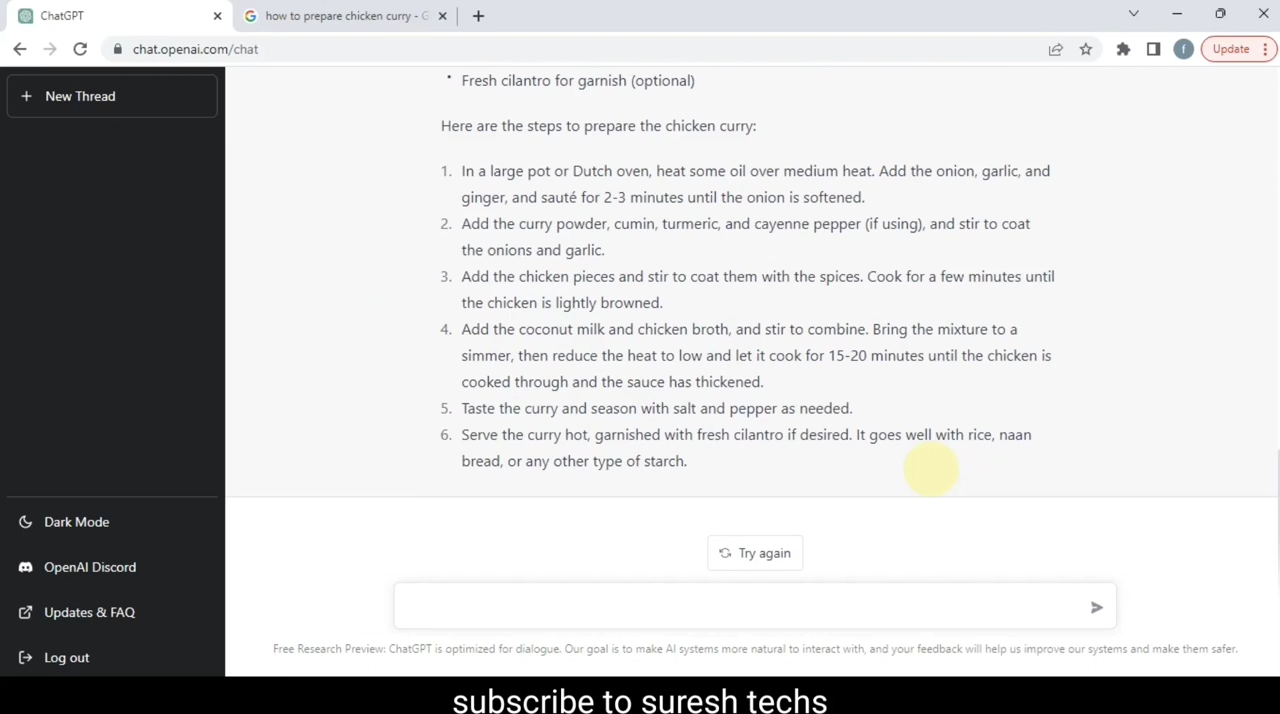 ChatGPT
how to prepare chicken curry - G
chat.openai.com/chat
f
Update
New Thread
Fresh cilantro for garnish (optional)
Here are the steps to prepare the chicken curry:
1. In a large pot or Dutch oven, heat some oil over medium heat. Add the onion, garlic, and
ginger, and sauté for 2-3 minutes until the onion is softened.
2. Add the curry powder, cumin, turmeric, and cayenne pepper (if using), and stir to coat
the onions and garlic.
3. Add the chicken pieces and stir to coat them with the spices. Cook for a few minutes until
the chicken is lightly browned.
4. Add the coconut milk and chicken broth, and stir to combine. Bring the mixture to a
simmer, then reduce the heat to low and let it cook for 15-20 minutes until the chicken is
cooked through and the sauce has thickened.
5. Taste the curry and season with salt and pepper as needed.
6. Serve the curry hot, garnished with fresh cilantro if desired. It goes well with rice, naan
bread, or any other type of starch.
Dark Mode
OpenAI Discord
Updates & FAQ
Log out
Try again
Free Research Preview: ChatGPT is optimized for dialogue. Our goal is to make AI systems more natural to interact with, and your feedback will help us improve our systems and make them safer.
subscribe to suresh techs